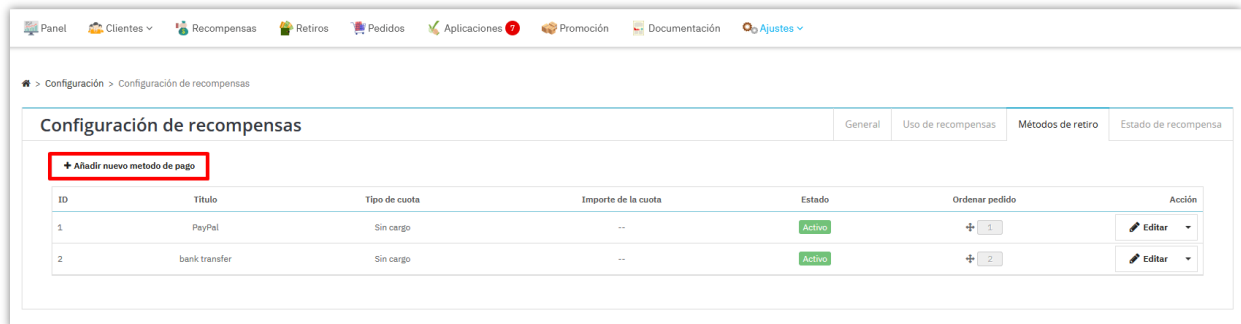 Panel Clientes Recompensas Retiros Pedidos Aplicaciones 7 Promoción Documentación Ajustes
> Configuración > Configuración de recompensas
Configuración de recompensas General Uso de recompensas Métodos de retiro Estado de recompensa
+ Añadir nuevo metodo de pago
ID Título Tipo de cuota Importe de la cuota Estado Ordenar pedido Acción
1 PayPal Sin cargo -- Activo 1 Editar
2 bank transfer Sin cargo -- Activo 2 Editar